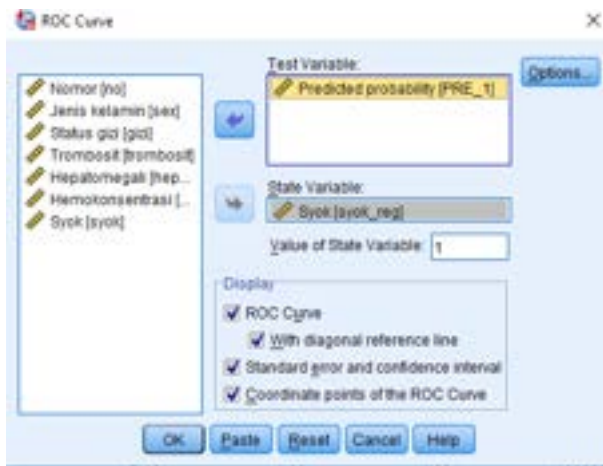 ROC Curve
Test Variable:
Predicted probability [PRE_1]
Options...
Nomor [no]
Jenis kelamin [sex]
Status gizi [gizi]
Trombosit [trombosit]
Hepatomegali [hep...
Hemokonsentrasi [...
Syok [syok]
State Variable:
Syok [syok_reg]
Value of State Variable: 1
Display
ROC Curve
With diagonal reference line
Standard error and confidence interval
Coordinate points of the ROC Curve
OK Paste Reset Cancel Help